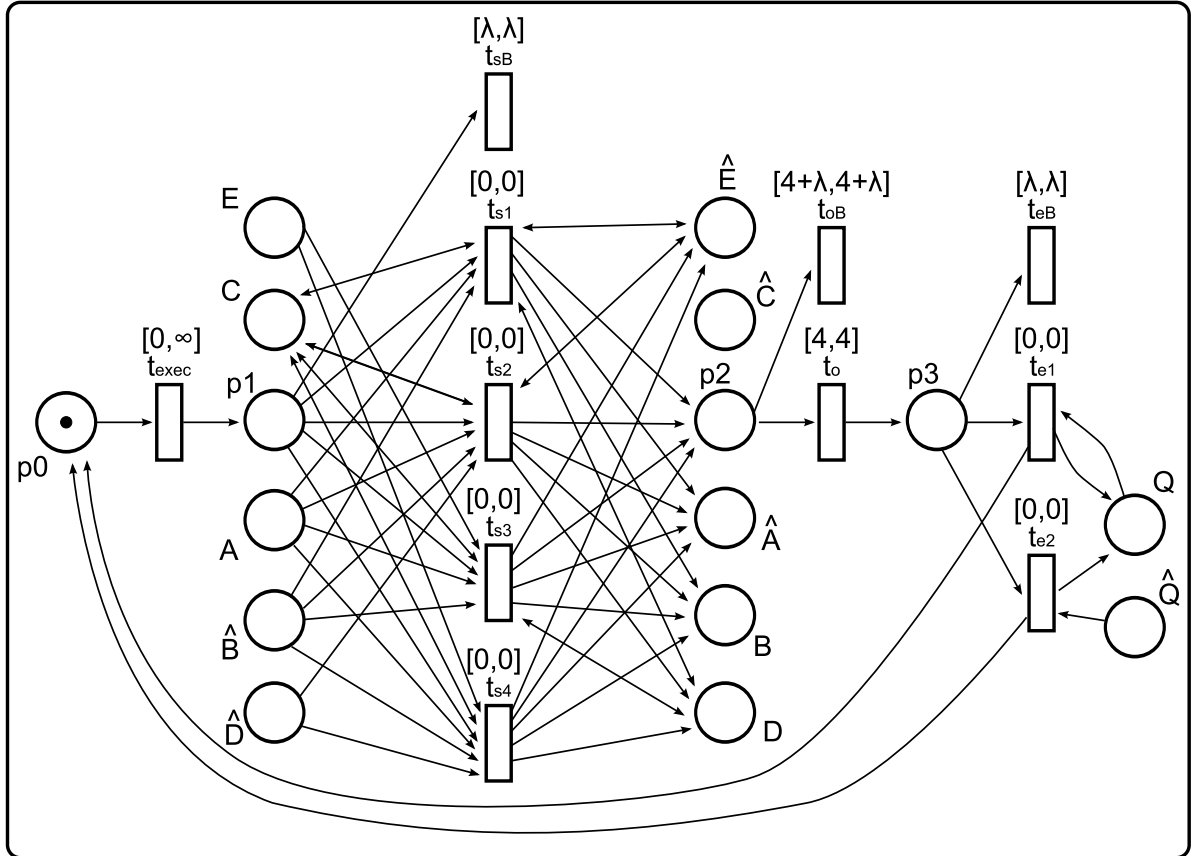 [λ,λ]
tsB
[0,0]
ts1
E
Ê
[4+λ,4+λ]
toB
[λ,λ]
teB
C
Ĉ
[0,∞]
texec
[0,0]
ts2
[4,4]
to
[0,0]
te1
p1
p2
p3
p0
[0,0]
ts3
Q
A
Â
[0,0]
te2
Q̂
B̂
B
[0,0]
ts4
D̂
D